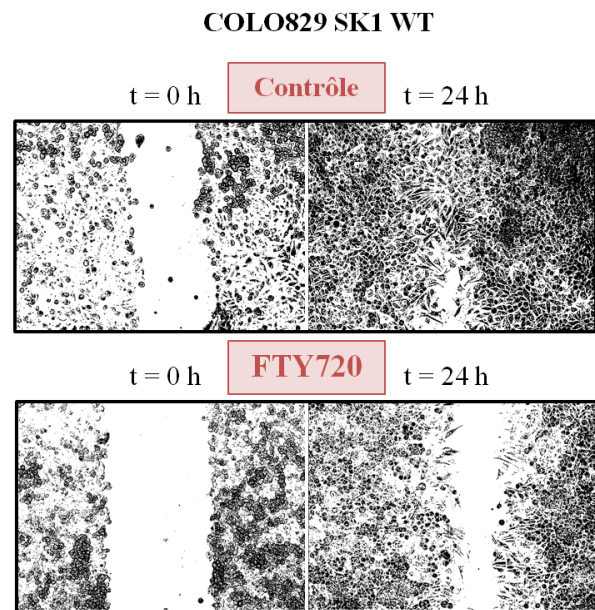 COLO829 SK1 WT
t = 0 h Contrôle t = 24 h
t = 0 h FTY720 t = 24 h